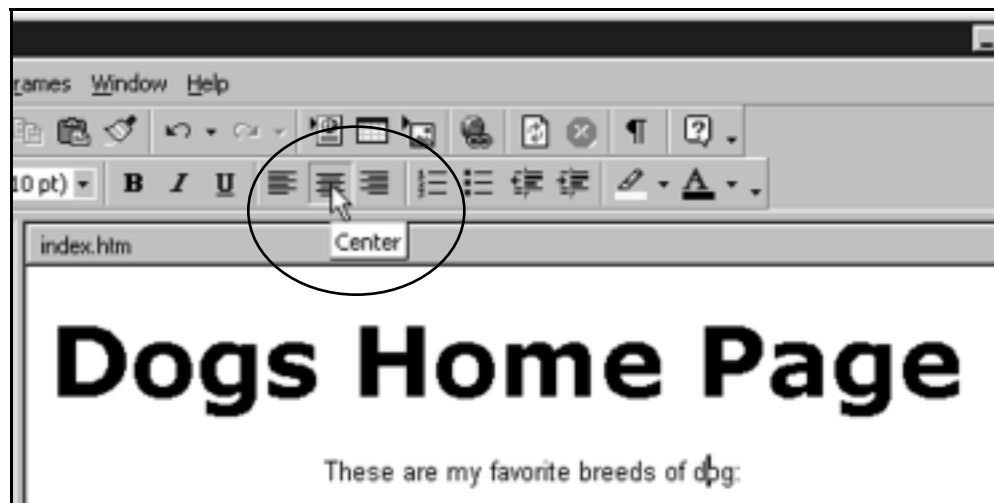 rames Window Help
10 pt) B I U A
Center
index.htm
Dogs Home Page
These are my favorite breeds of dog: